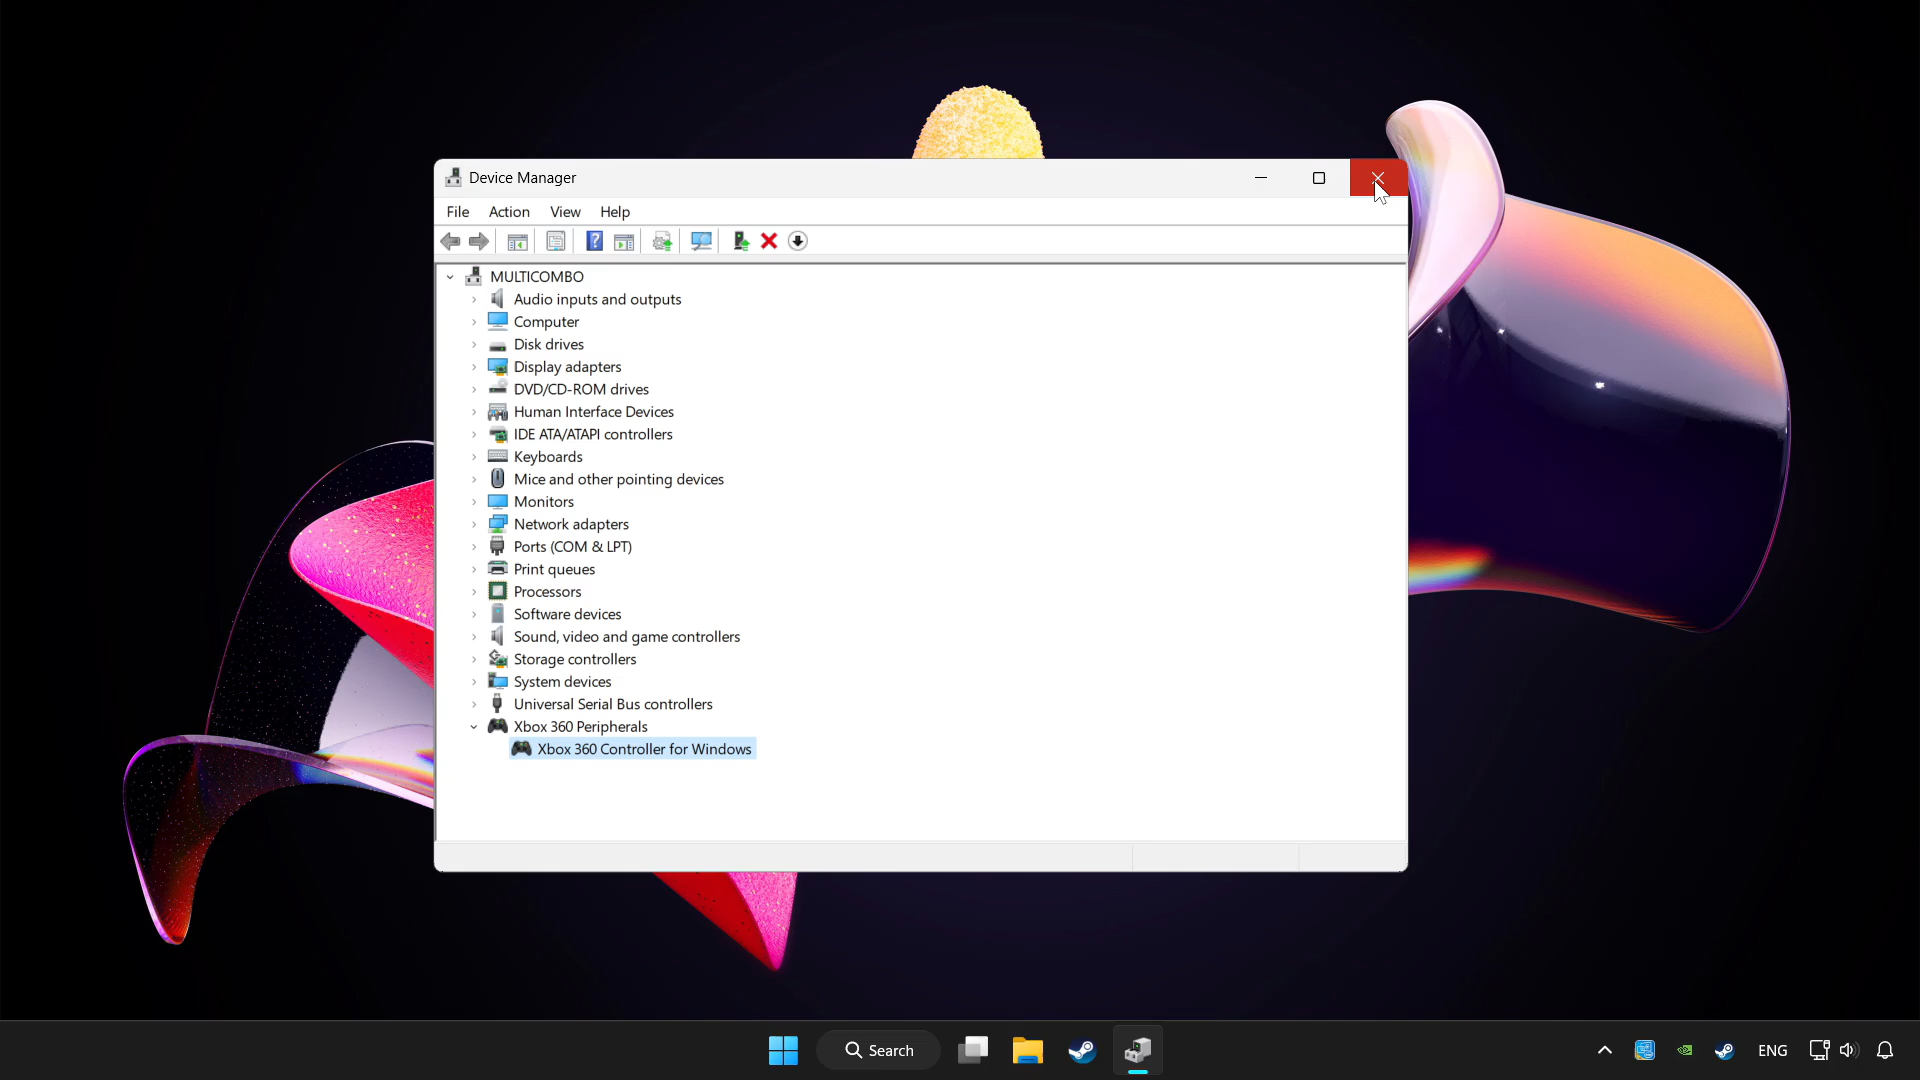 Device Manager
File Action View Help
MULTICOMBO
Audio inputs and outputs
Computer
Disk drives
Display adapters
DVD/CD-ROM drives
Human Interface Devices
IDE ATA/ATAPI controllers
Keyboards
Mice and other pointing devices
Monitors
Network adapters
Ports (COM & LPT)
Print queues
Processors
Software devices
Sound, video and game controllers
Storage controllers
System devices
Universal Serial Bus controllers
Xbox 360 Peripherals
Xbox 360 Controller for Windows
Search
ENG